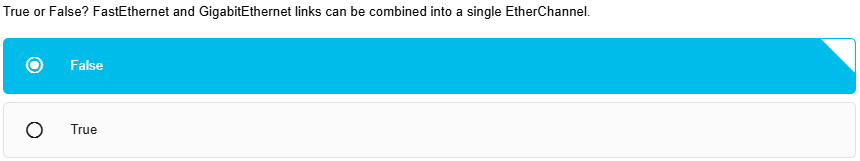 True or False? FastEthernet and GigabitEthernet links can be combined into a single EtherChannel.
False
True